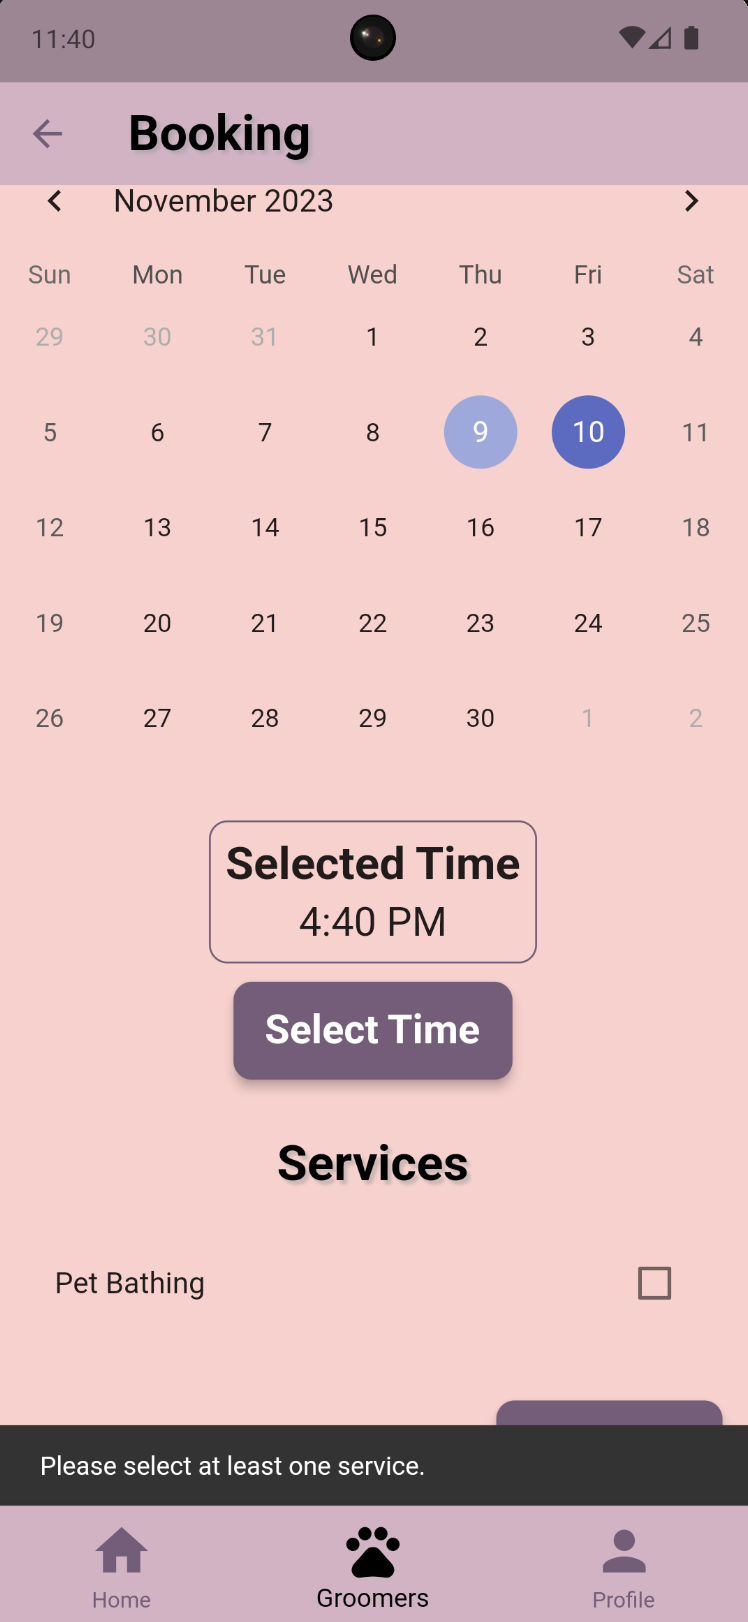 11:40
Booking
November 2023
Sun Mon Tue Wed Thu Fri Sat
29 30 31 1 2 3 4
5 6 7 8 9 10 11
12 13 14 15 16 17 18
19 20 21 22 23 24 25
26 27 28 29 30 1 2
Selected Time
4:40 PM
Select Time
Services
Pet Bathing
Please select at least one service.
Home Groomers Profile